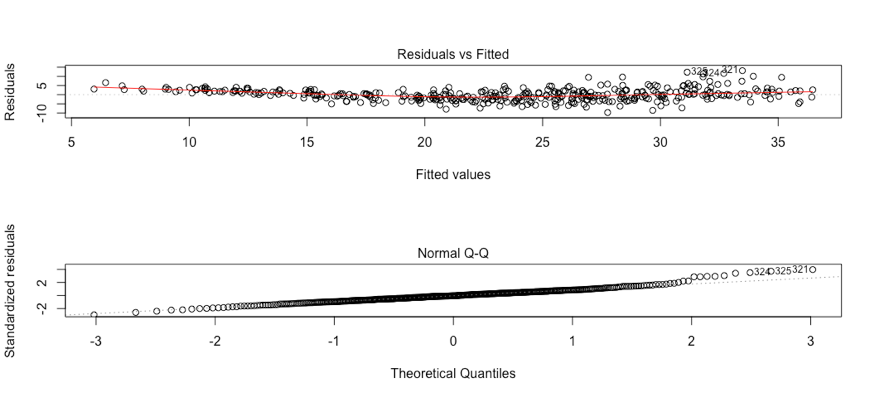 Residuals vs Fitted
Residuals
5
-10
325
324
321
5 10 15 20 25 30 35
Fitted values
Normal Q-Q
Standardized residuals
2
-2
324 325 321
-3 -2 -1 0 1 2 3
Theoretical Quantiles